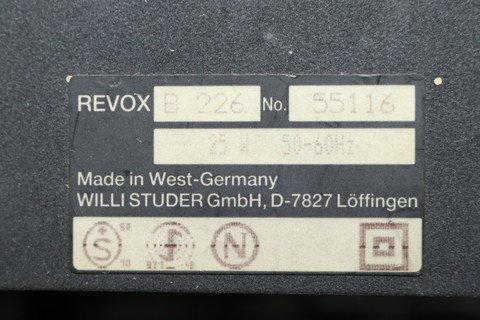 REVOX B 226 No. 55116
25 W 50-60Hz
Made in West-Germany
WILLI STUDER GmbH, D-7827 Löffingen
S N